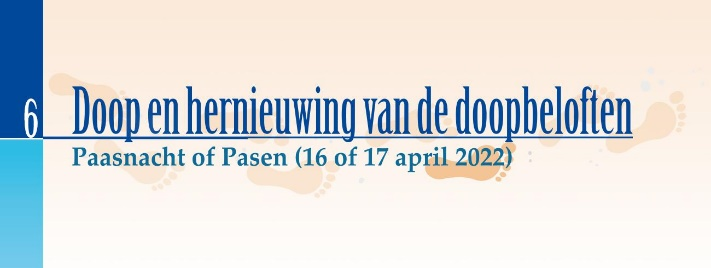 6 Doop en hernieuwing van de doopbeloften
Paasnacht of Pasen (16 of 17 april 2022)